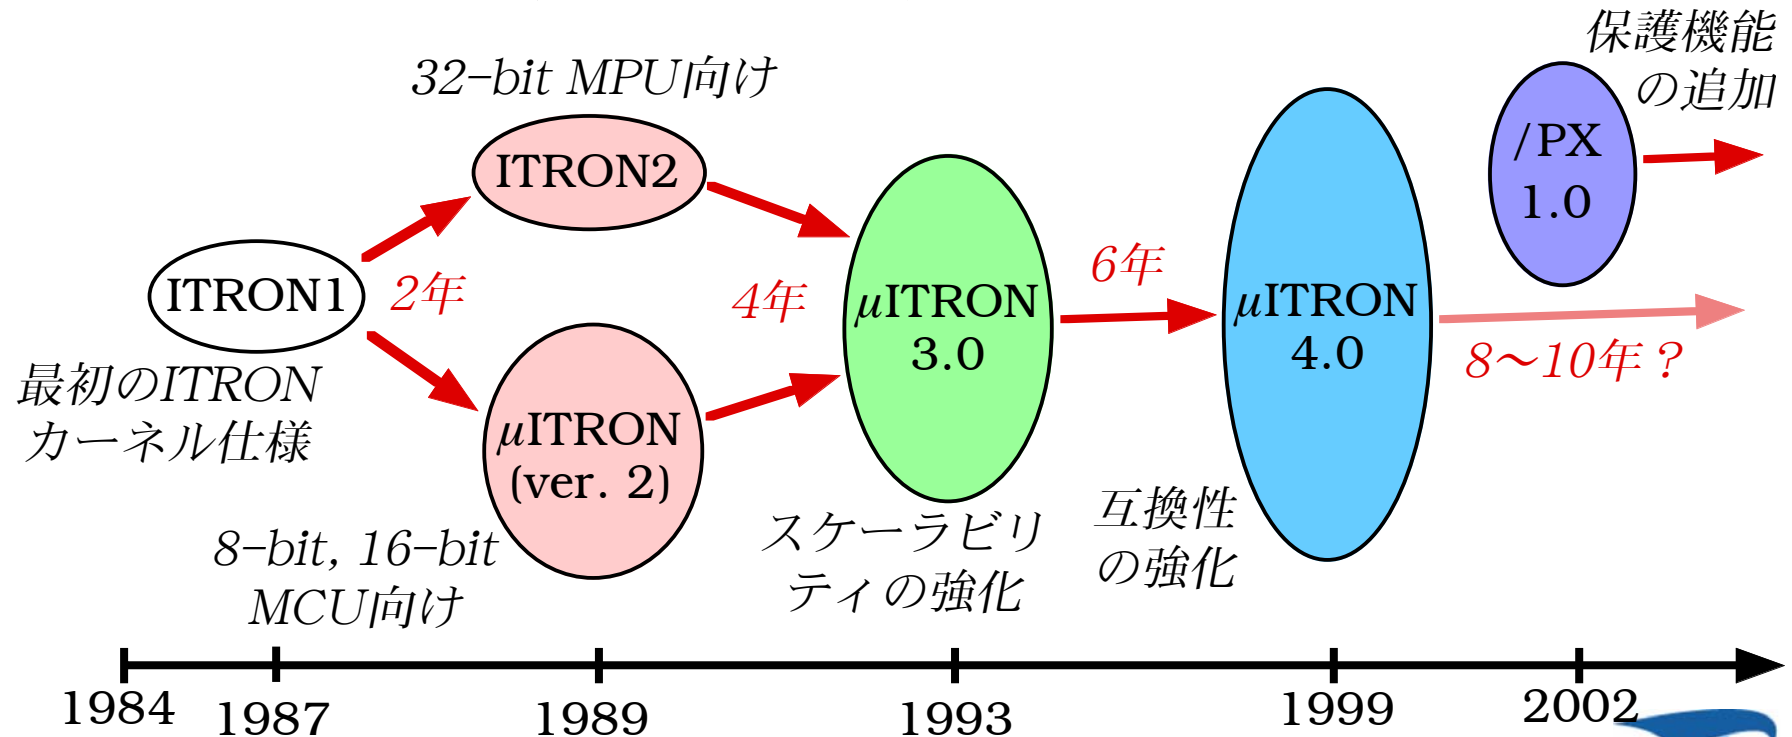 保護機能
の追加
32-bit MPU向け
/PX
1.0
ITRON2
ITRON1
2年
4年
6年
μITRON
3.0
μITRON
4.0
8〜10年？
最初のITRON
カーネル仕様
μITRON
(ver. 2)
8-bit, 16-bit
MCU向け
スケーラビリ
ティの強化
互換性
の強化
1984
1987
1989
1993
1999
2002